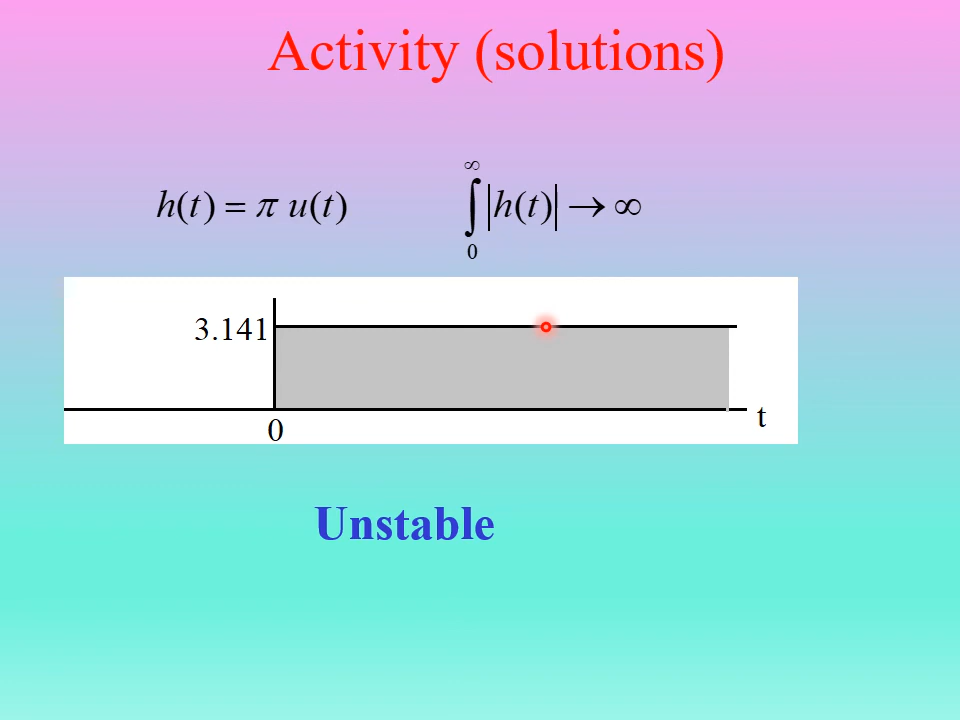 Activity (solutions)
h(t) = π u(t)
∞
∫ |h(t)| → ∞
0
3.141
0
t
Unstable